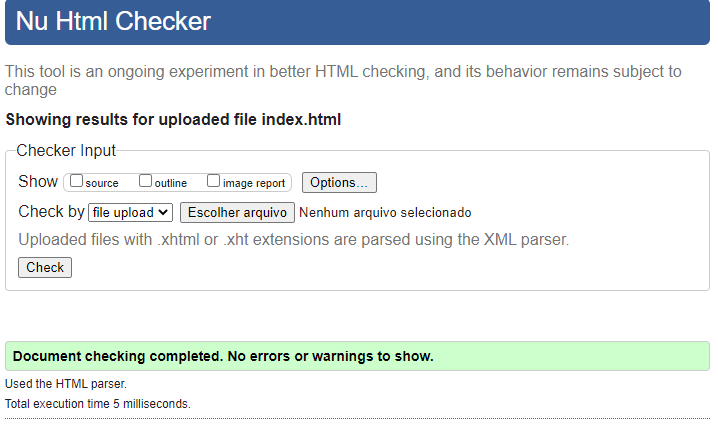 Nu Html Checker
This tool is an ongoing experiment in better HTML checking, and its behavior remains subject to
change
Showing results for uploaded file index.html
Checker Input
Show source outline image report Options...
Check by file upload Escolher arquivo Nenhum arquivo selecionado
Uploaded files with .xhtml or .xht extensions are parsed using the XML parser.
Check
Document checking completed. No errors or warnings to show.
Used the HTML parser.
Total execution time 5 milliseconds.